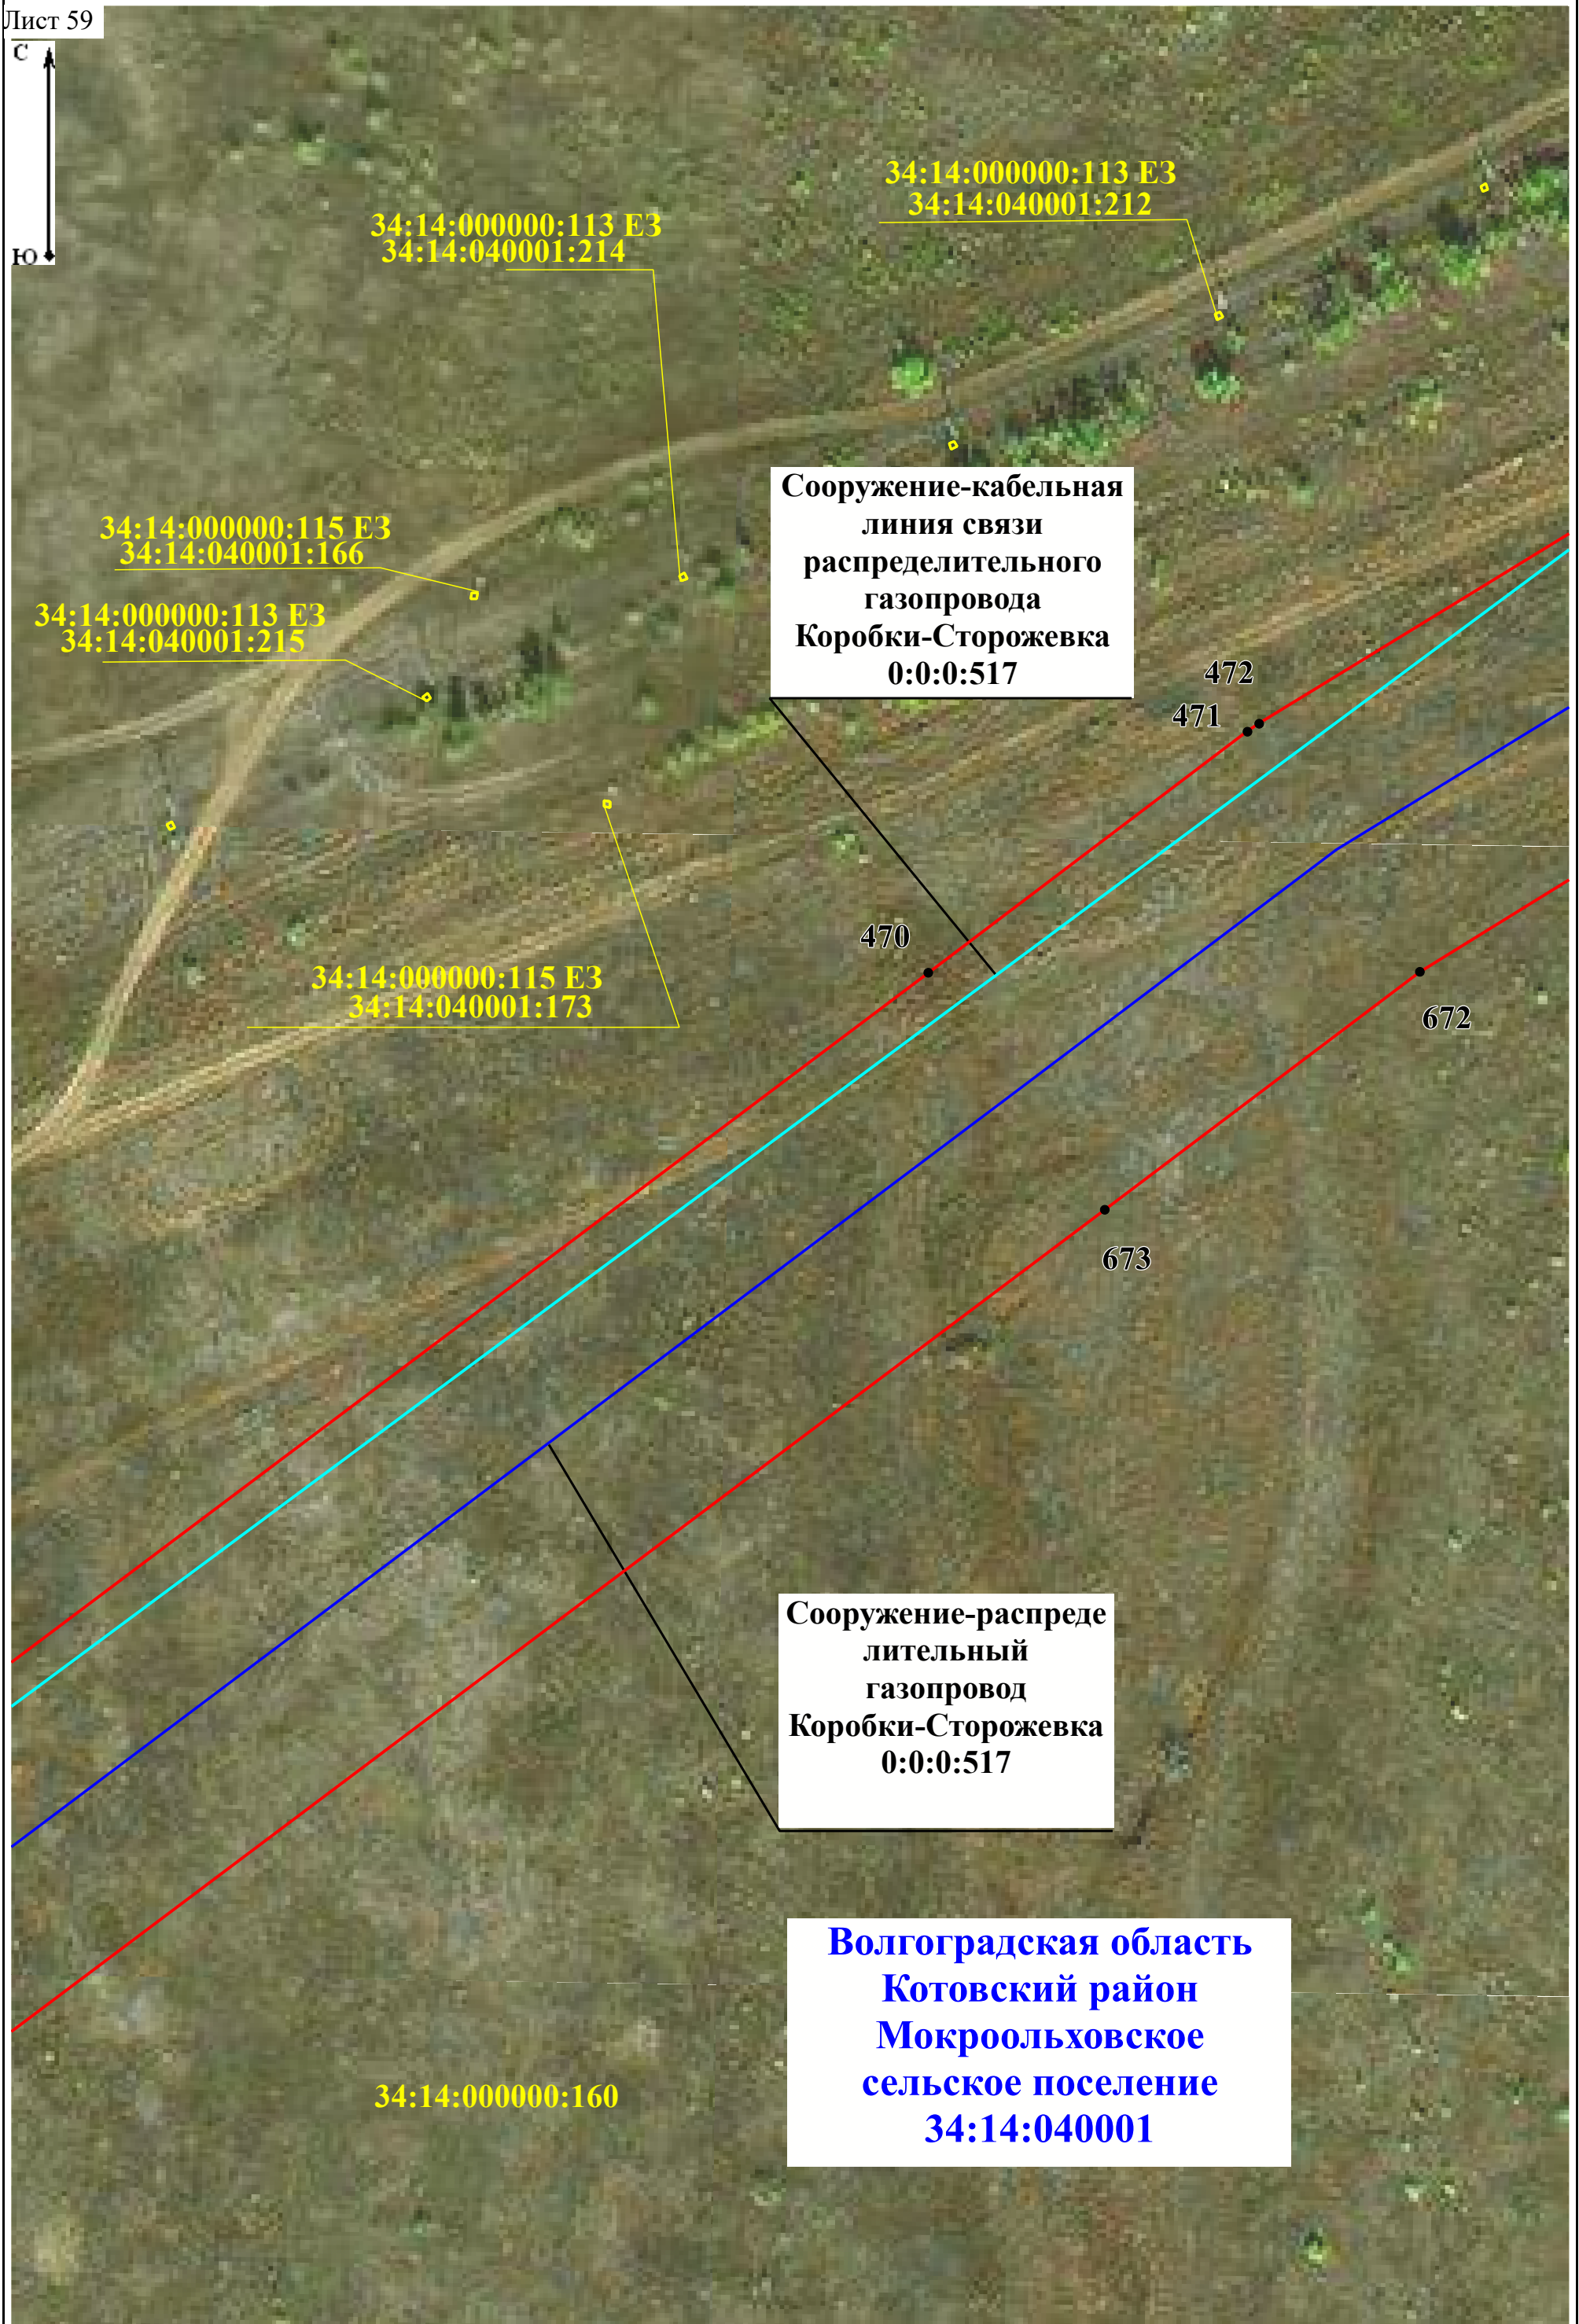 Лист 59
С
Ю
34:14:000000:113 ЕЗ
34:14:040001:212
34:14:000000:113 ЕЗ
34:14:040001:214
Сооружение-кабельная
линия связи
распределительного
газопровода
Коробки-Сторожевка
0:0:0:517
34:14:000000:115 ЕЗ
34:14:040001:166
34:14:000000:113 ЕЗ
34:14:040001:215
472
471
470
34:14:000000:115 ЕЗ
34:14:040001:173
672
673
Сооружение-распреде
лительный
газопровод
Коробки-Сторожевка
0:0:0:517
Волгоградская область
Котовский район
Мокроольховское
сельское поселение
34:14:040001
34:14:000000:160